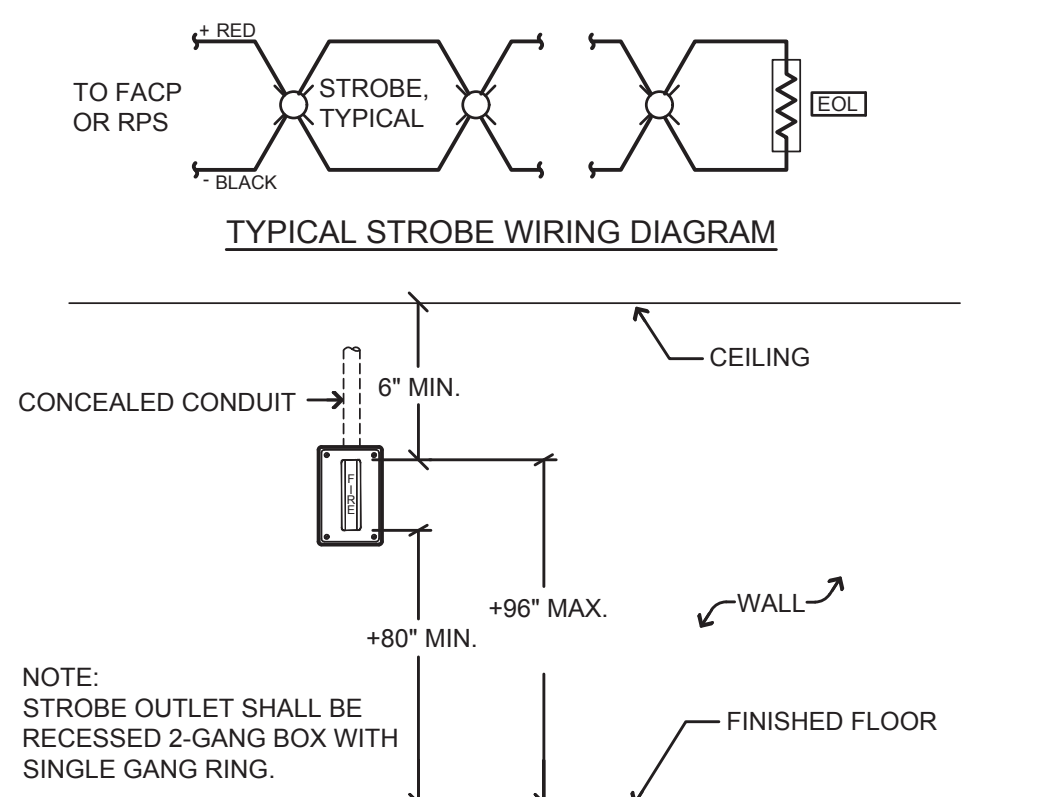 + RED
TO FACP
OR RPS
STROBE,
TYPICAL
EOL
- BLACK
TYPICAL STROBE WIRING DIAGRAM
CEILING
6" MIN.
CONCEALED CONDUIT
FIRE
+96" MAX.
WALL
+80" MIN.
NOTE:
STROBE OUTLET SHALL BE
RECESSED 2-GANG BOX WITH
SINGLE GANG RING.
FINISHED FLOOR